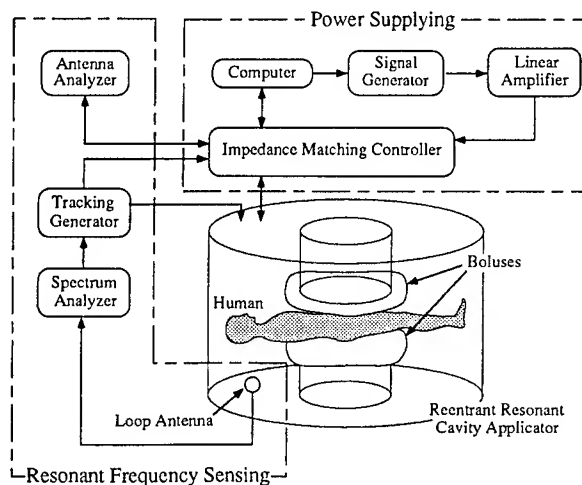 Power Supplying
Antenna
Analyzer
Computer
Signal
Generator
Linear
Amplifier
Impedance Matching Controller
Tracking
Generator
Spectrum
Analyzer
Boluses
Human
Loop Antenna
Reentrant Resonant
Cavity Applicator
Resonant Frequency Sensing